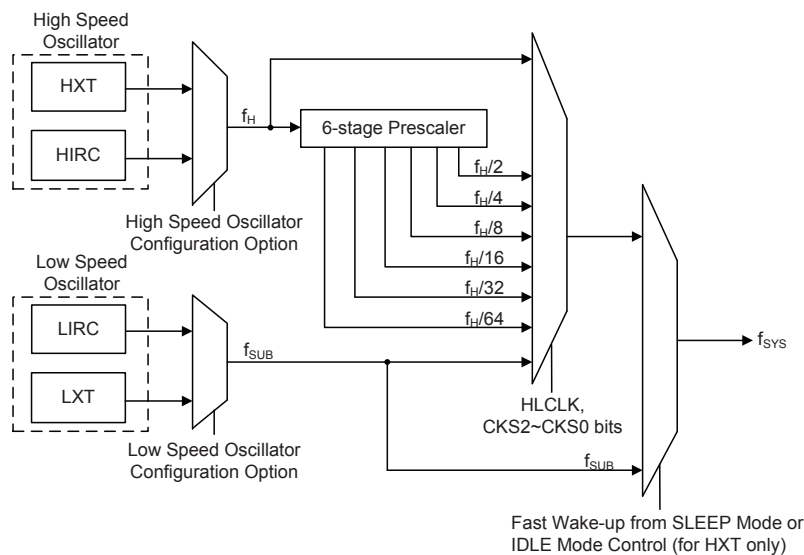 High Speed
Oscillator
HXT
HIRC
fH
6-stage Prescaler
fH/2
fH/4
fH/8
fH/16
fH/32
fH/64
High Speed Oscillator
Configuration Option
Low Speed
Oscillator
LIRC
LXT
fSUB
Low Speed Oscillator
Configuration Option
HLCLK,
CKS2~CKS0 bits
fSUB
fSYS
Fast Wake-up from SLEEP Mode or
IDLE Mode Control (for HXT only)